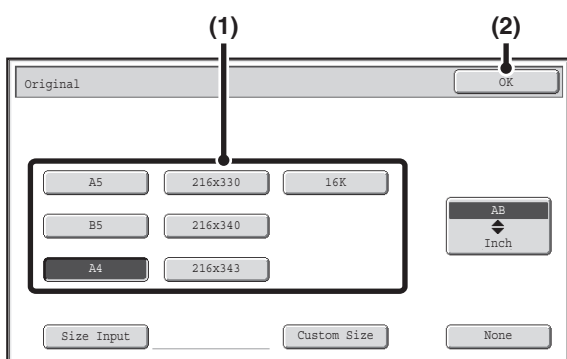 (1) (2)
Original OK
A5 216x330 16K
AB
B5 216x340
Inch
A4 216x343
Size Input Custom Size None